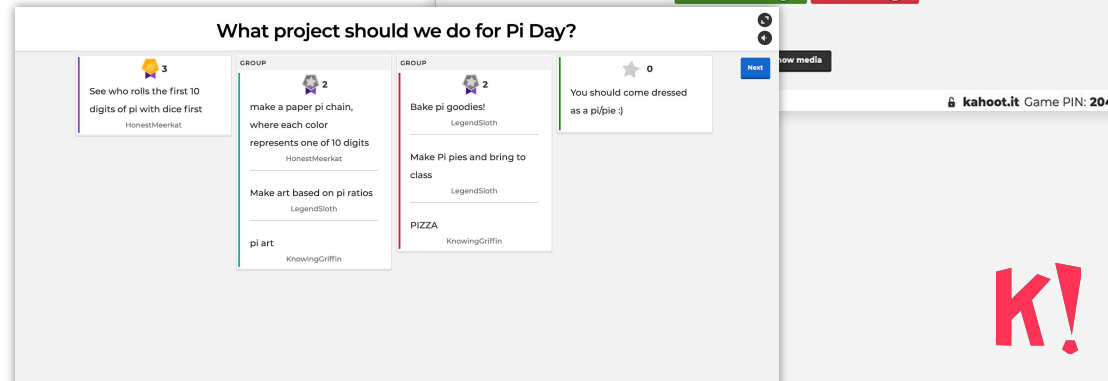 What project should we do for Pi Day?
3
See who rolls the first 10
digits of pi with dice first
HonestMeerkat
GROUP
2
make a paper pi chain,
where each color
represents one of 10 digits
HonestMeerkat
Make art based on pi ratios
LegendSloth
pi art
KnowingGriffin
GROUP
2
Bake pi goodies!
LegendSloth
Make Pi pies and bring to
class
LegendSloth
PIZZA
KnowingGriffin
0
You should come dressed
as a pi/pie :)
Next
media
kahoot.it Game PIN: 204
K!